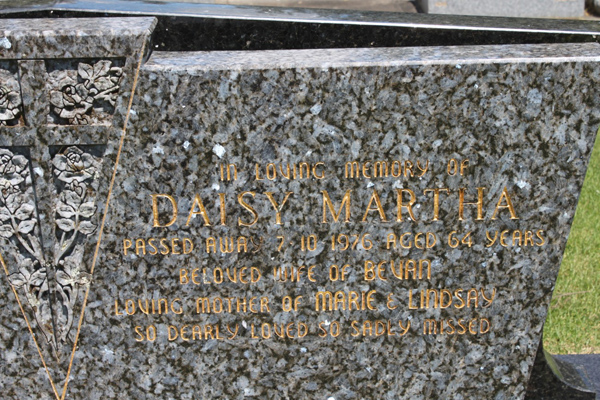 IN LOVING MEMORY OF
DAISY MARTHA
PASSED AWAY 7-10 1976 AGED 64 YEARS
BELOVED WIFE OF BEVAN
LOVING MOTHER OF MARIE & LINDSAY
SO DEARLY LOVED SO SADLY MISSED